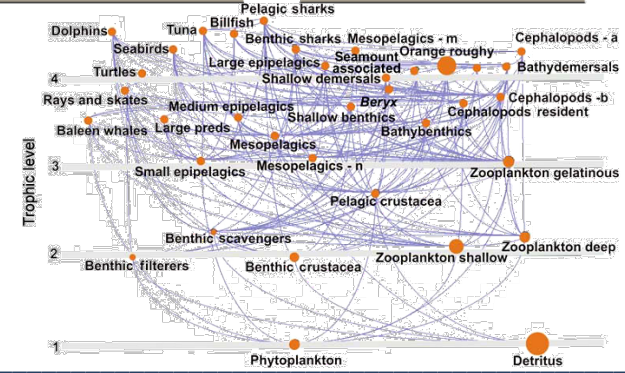 Pelagic sharks
Billfish
Dolphins
Tuna
Benthic sharks
Mesopelagics - m
Cephalopods - a
Seabirds
Orange roughy
Large epipelagics
Seamount
associated
Turtles
Bathydemersals
4
Shallow demersals
Rays and skates
Medium epipelagics
Beryx
Cephalopods -b
Shallow benthics
Cephalopods resident
Baleen whales
Large preds
Bathybenthics
Mesopelagics
3
Small epipelagics
Mesopelagics - n
Zooplankton gelatinous
Trophic level
Pelagic crustacea
Benthic scavengers
Zooplankton deep
2
Benthic filterers
Benthic crustacea
Zooplankton shallow
1
Phytoplankton
Detritus